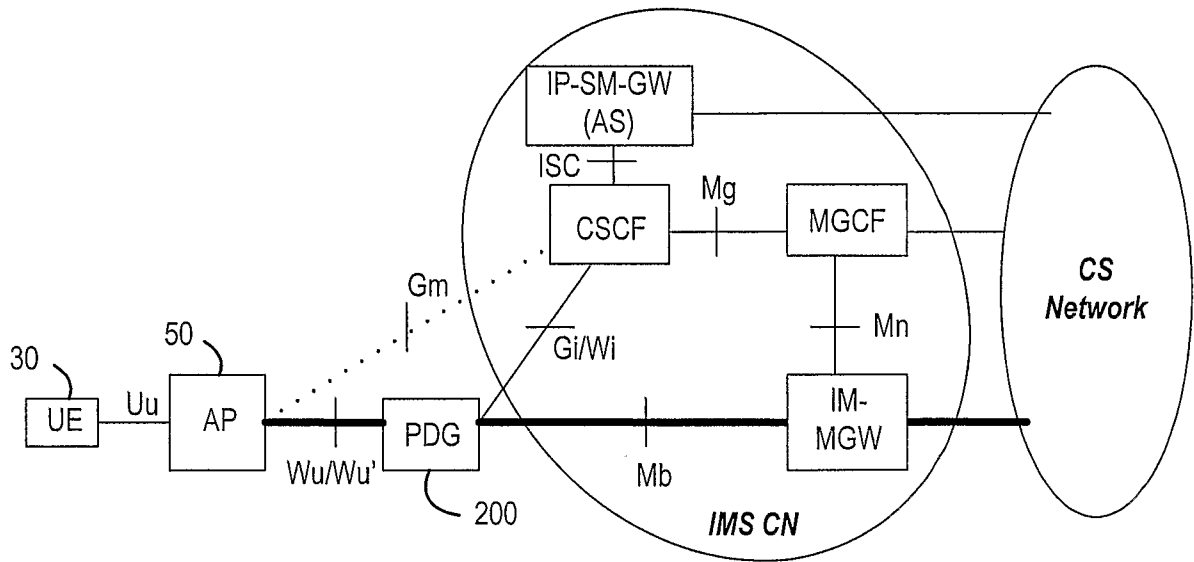 IP-SM-GW
(AS)
ISC
CSCF
Mg
MGCF
CS
Network
Gm
Gi/Wi
Mn
30
50
UE
Uu
AP
Wu/Wu'
PDG
200
Mb
IM-
MGW
IMS CN